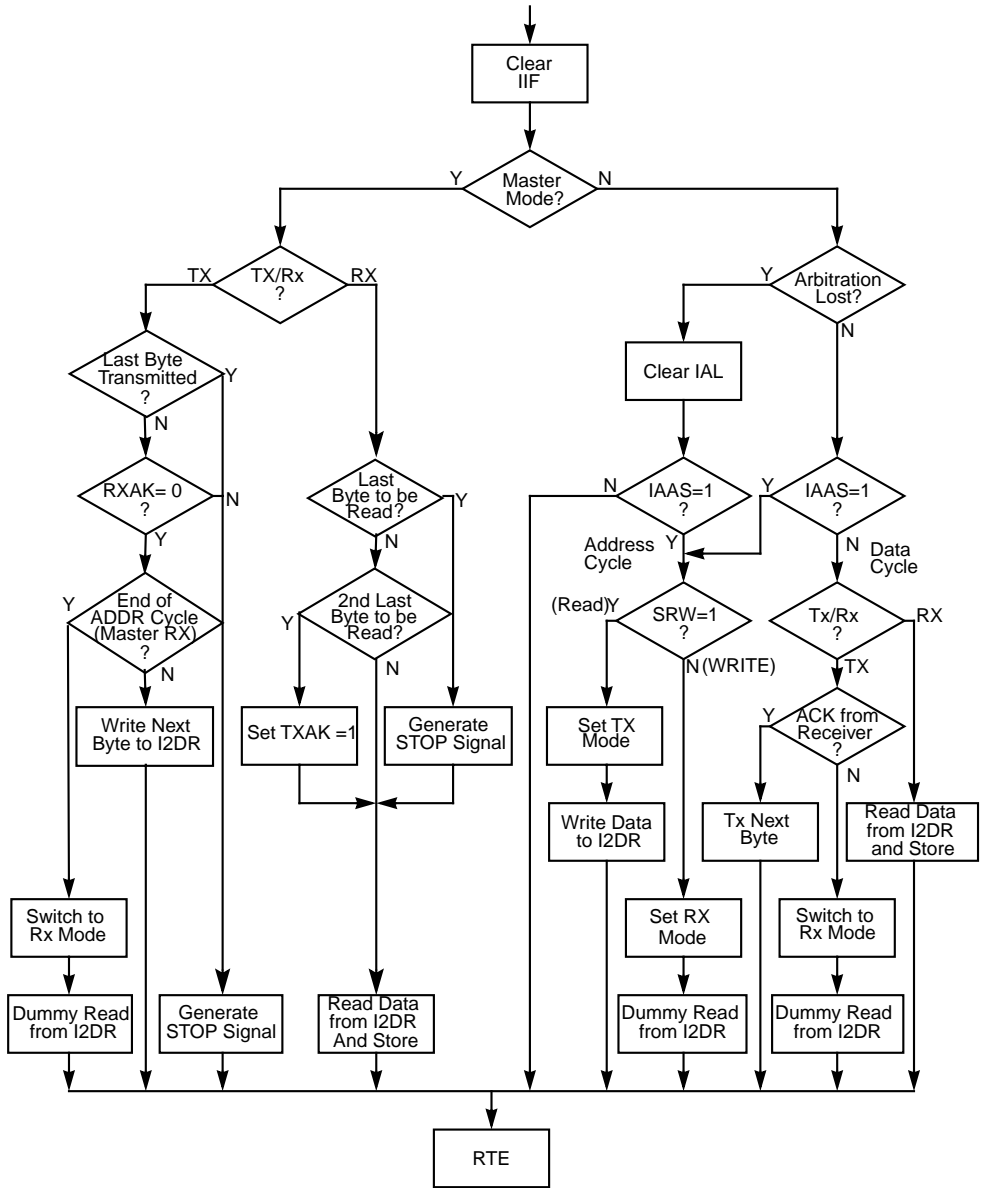 Clear
IIF
Y
Master
Mode?
N
TX
TX/Rx
?
RX
Y
Arbitration
Lost?
N
Last Byte
Transmitted
?
Y
N
Clear IAL
RXAK= 0
?
N
Y
Last
Byte to be
Read?
Y
N
N
IAAS=1
?
Y
Y
IAAS=1
?
N
Address
Cycle
Data
Cycle
Y
End of
ADDR Cycle
(Master RX)
?
N
Y
2nd Last
Byte to be
Read?
N
(Read)Y
SRW=1
?
N(WRITE)
Tx/Rx
?
RX
TX
Write Next
Byte to I2DR
Set TXAK =1
Generate
STOP Signal
Set TX
Mode
Y
ACK from
Receiver
?
N
Write Data
to I2DR
Tx Next
Byte
Read Data
from I2DR
and Store
Switch to
Rx Mode
Set RX
Mode
Switch to
Rx Mode
Dummy Read
from I2DR
Generate
STOP Signal
Read Data
from I2DR
And Store
Dummy Read
from I2DR
Dummy Read
from I2DR
RTE